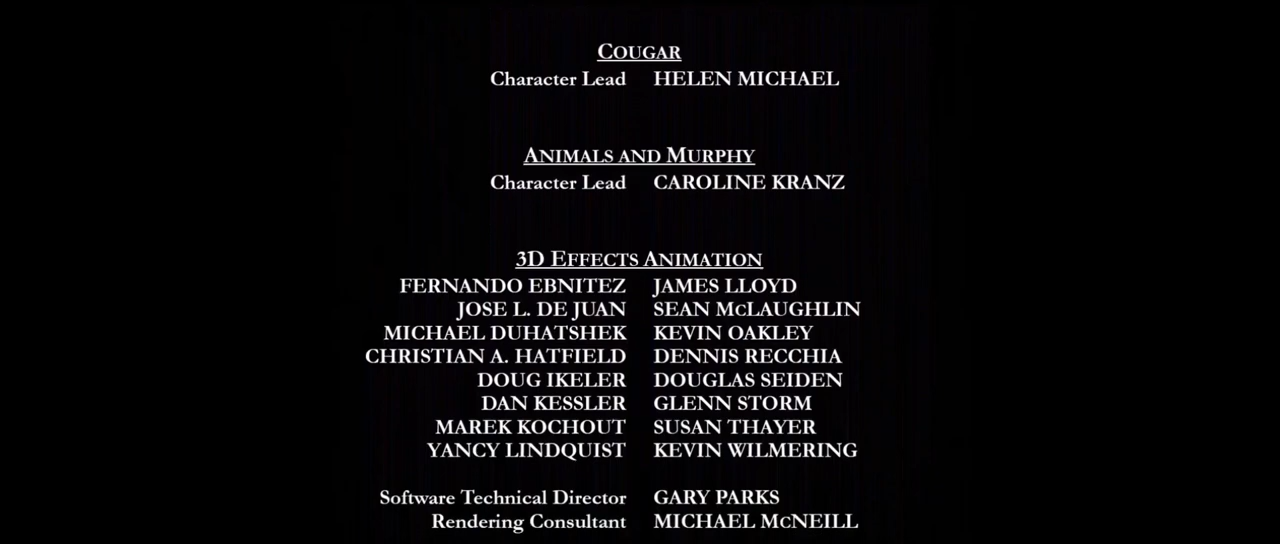 COUGAR
Character Lead HELEN MICHAEL
ANIMALS AND MURPHY
Character Lead CAROLINE KRANZ
3D EFFECTS ANIMATION
FERNANDO EBNITEZ JAMES LLOYD
JOSE L. DE JUAN SEAN McLAUGHLIN
MICHAEL DUHATSHEK KEVIN OAKLEY
CHRISTIAN A. HATFIELD DENNIS RECCHIA
DOUG IKELER DOUGLAS SEIDEN
DAN KESSLER GLENN STORM
MAREK KOCHOUT SUSAN THAYER
YANCY LINDQUIST KEVIN WILMERING
Software Technical Director GARY PARKS
Rendering Consultant MICHAEL McNEILL